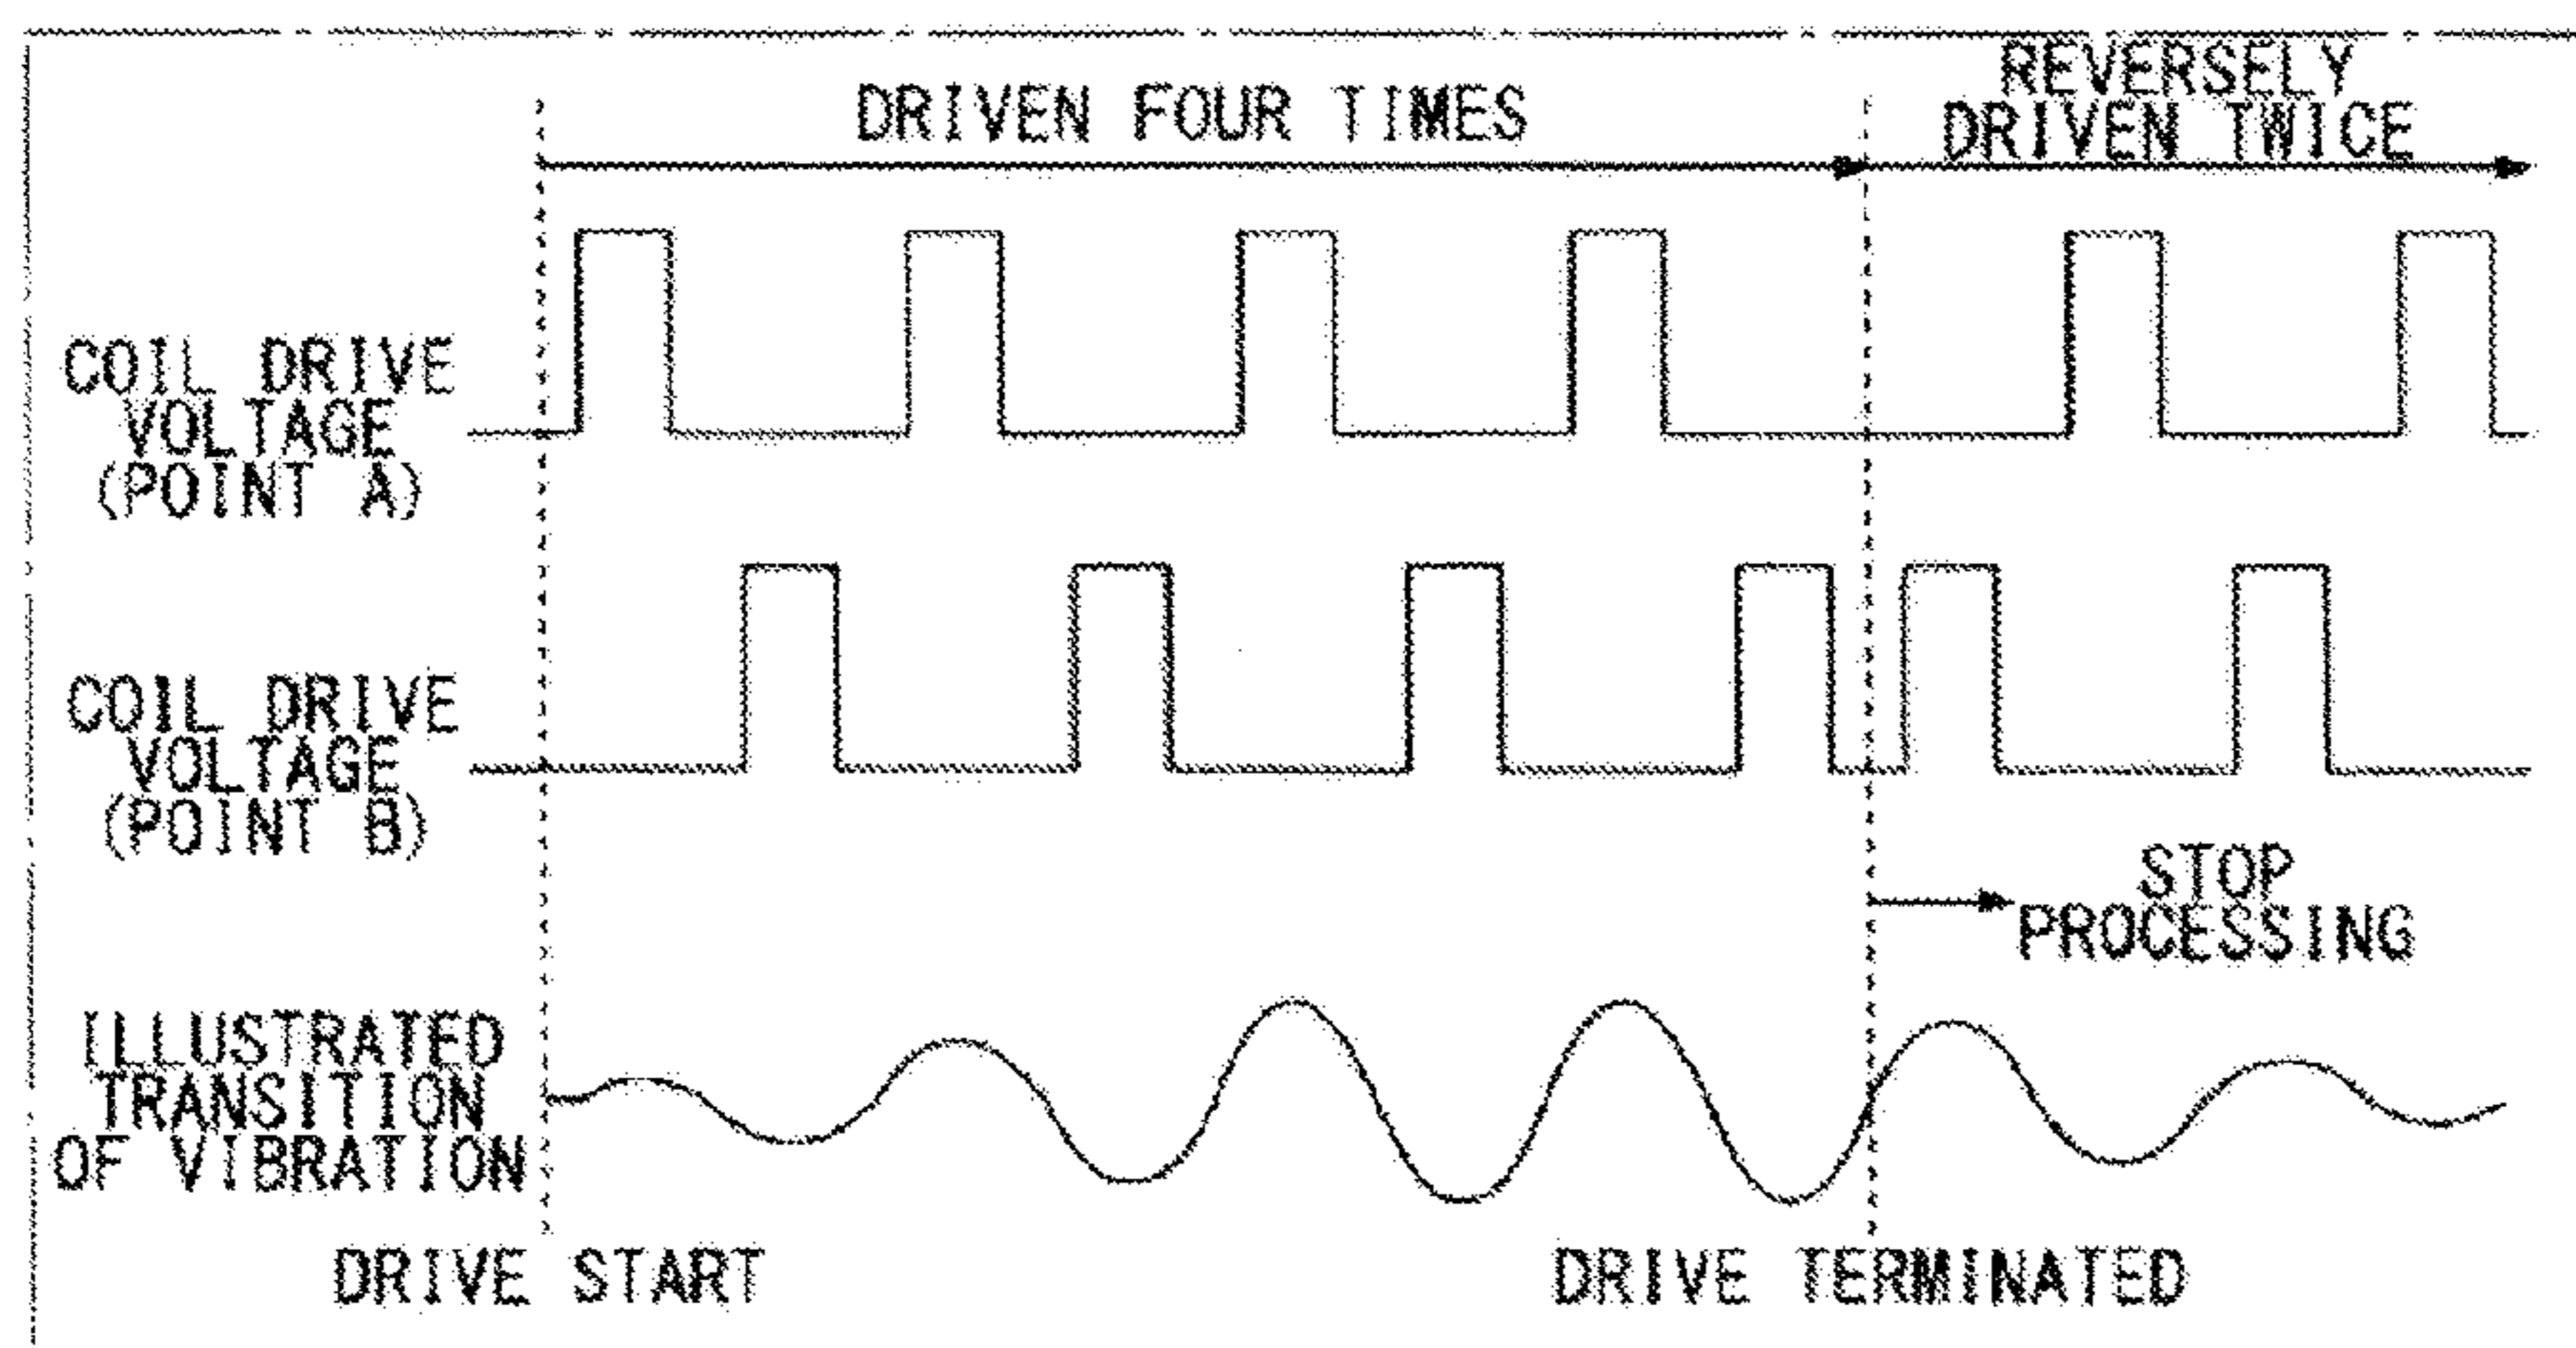 DRIVEN FOUR TIMES
REVERSELY
DRIVEN TWICE
COIL DRIVE
VOLTAGE
(POINT A)
COIL DRIVE
VOLTAGE
(POINT B)
STOP
PROCESSING
ILLUSTRATED
TRANSITION
OF VIBRATION
DRIVE START
DRIVE TERMINATED